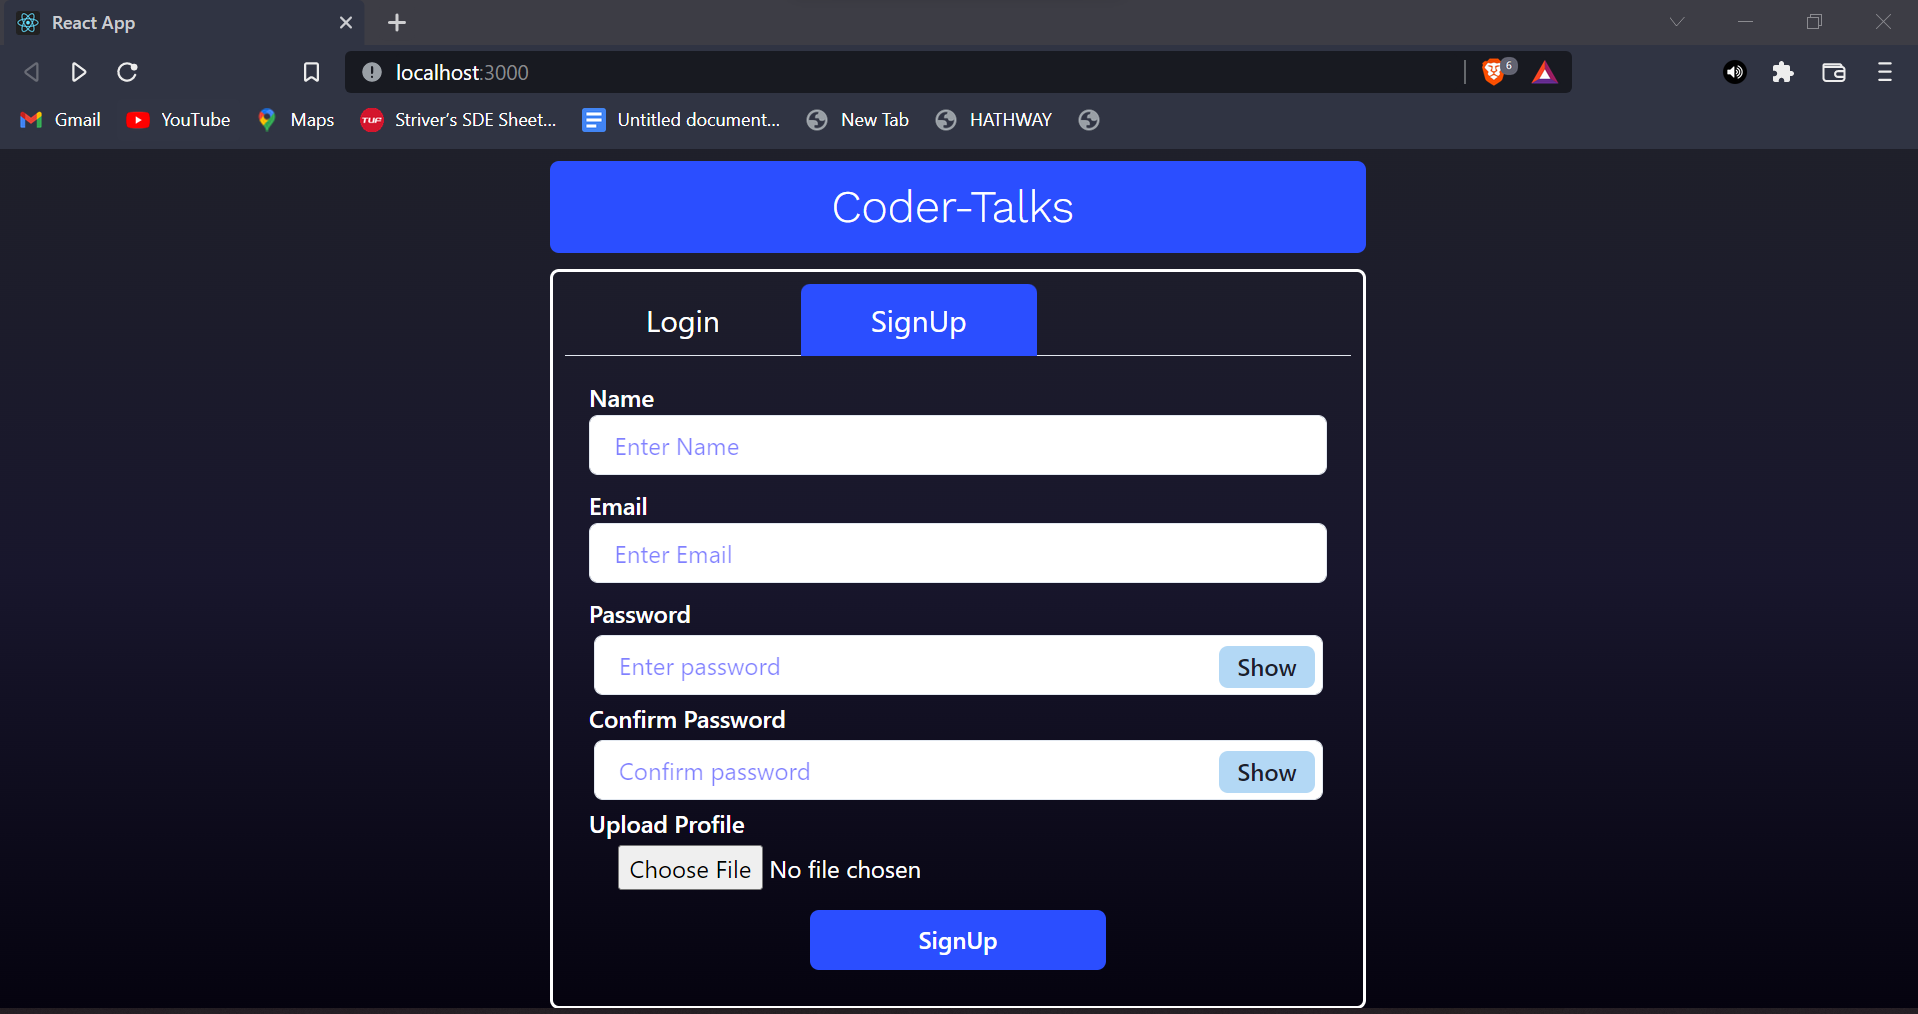 React App
localhost:3000
6
Gmail YouTube Maps TUF Striver's SDE Sheet... Untitled document... New Tab HATHWAY
Coder-Talks
Login SignUp
Name
Enter Name
Email
Enter Email
Password
Enter password Show
Confirm Password
Confirm password Show
Upload Profile
Choose File No file chosen
SignUp